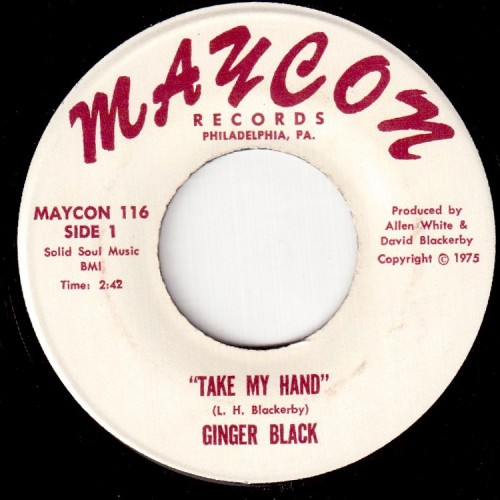 MAYCON
RECORDS
PHILADELPHIA, PA.
MAYCON 116
SIDE 1
Solid Soul Music
BMI
Time: 2:42
Produced by
Allen White &
David Blackerby
Copyright © 1975
"TAKE MY HAND"
(L. H. Blackerby)
GINGER BLACK